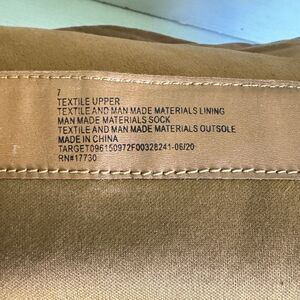 7
TEXTILE UPPER
TEXTILE AND MAN MADE MATERIALS LINING
MAN MADE MATERIALS SOCK
TEXTILE AND MAN MADE MATERIALS OUTSOLE
MADE IN CHINA
TARGET096150972F00328241-06/20
RN#17730